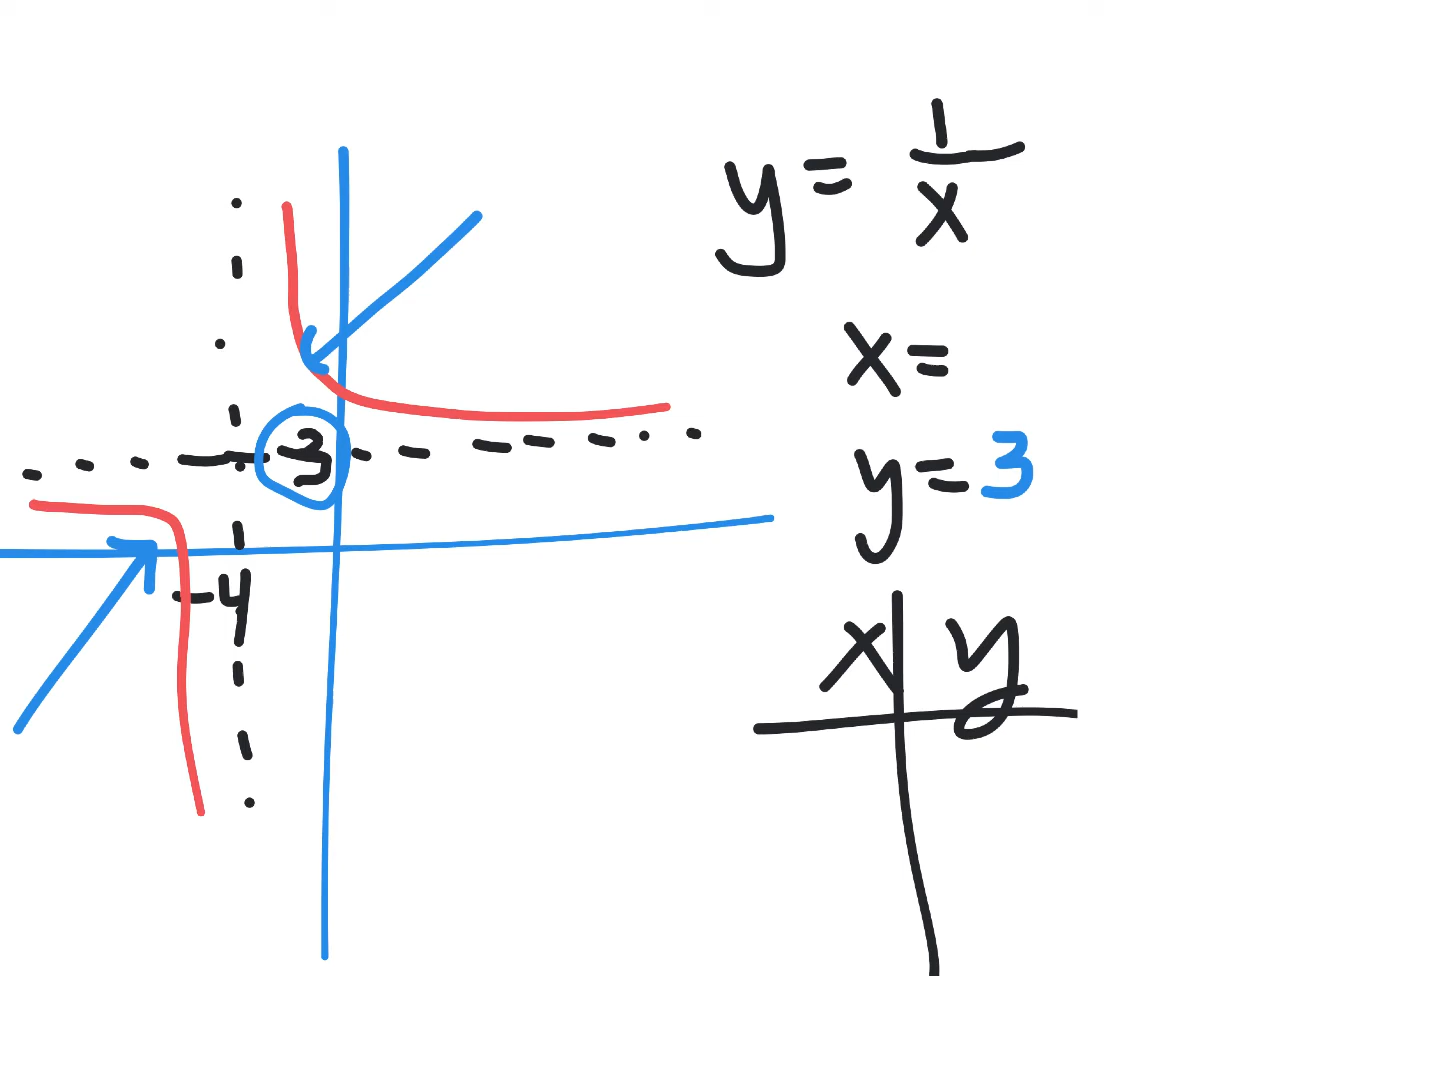 3
-4
y = 1/x
x =
y = 3
x y